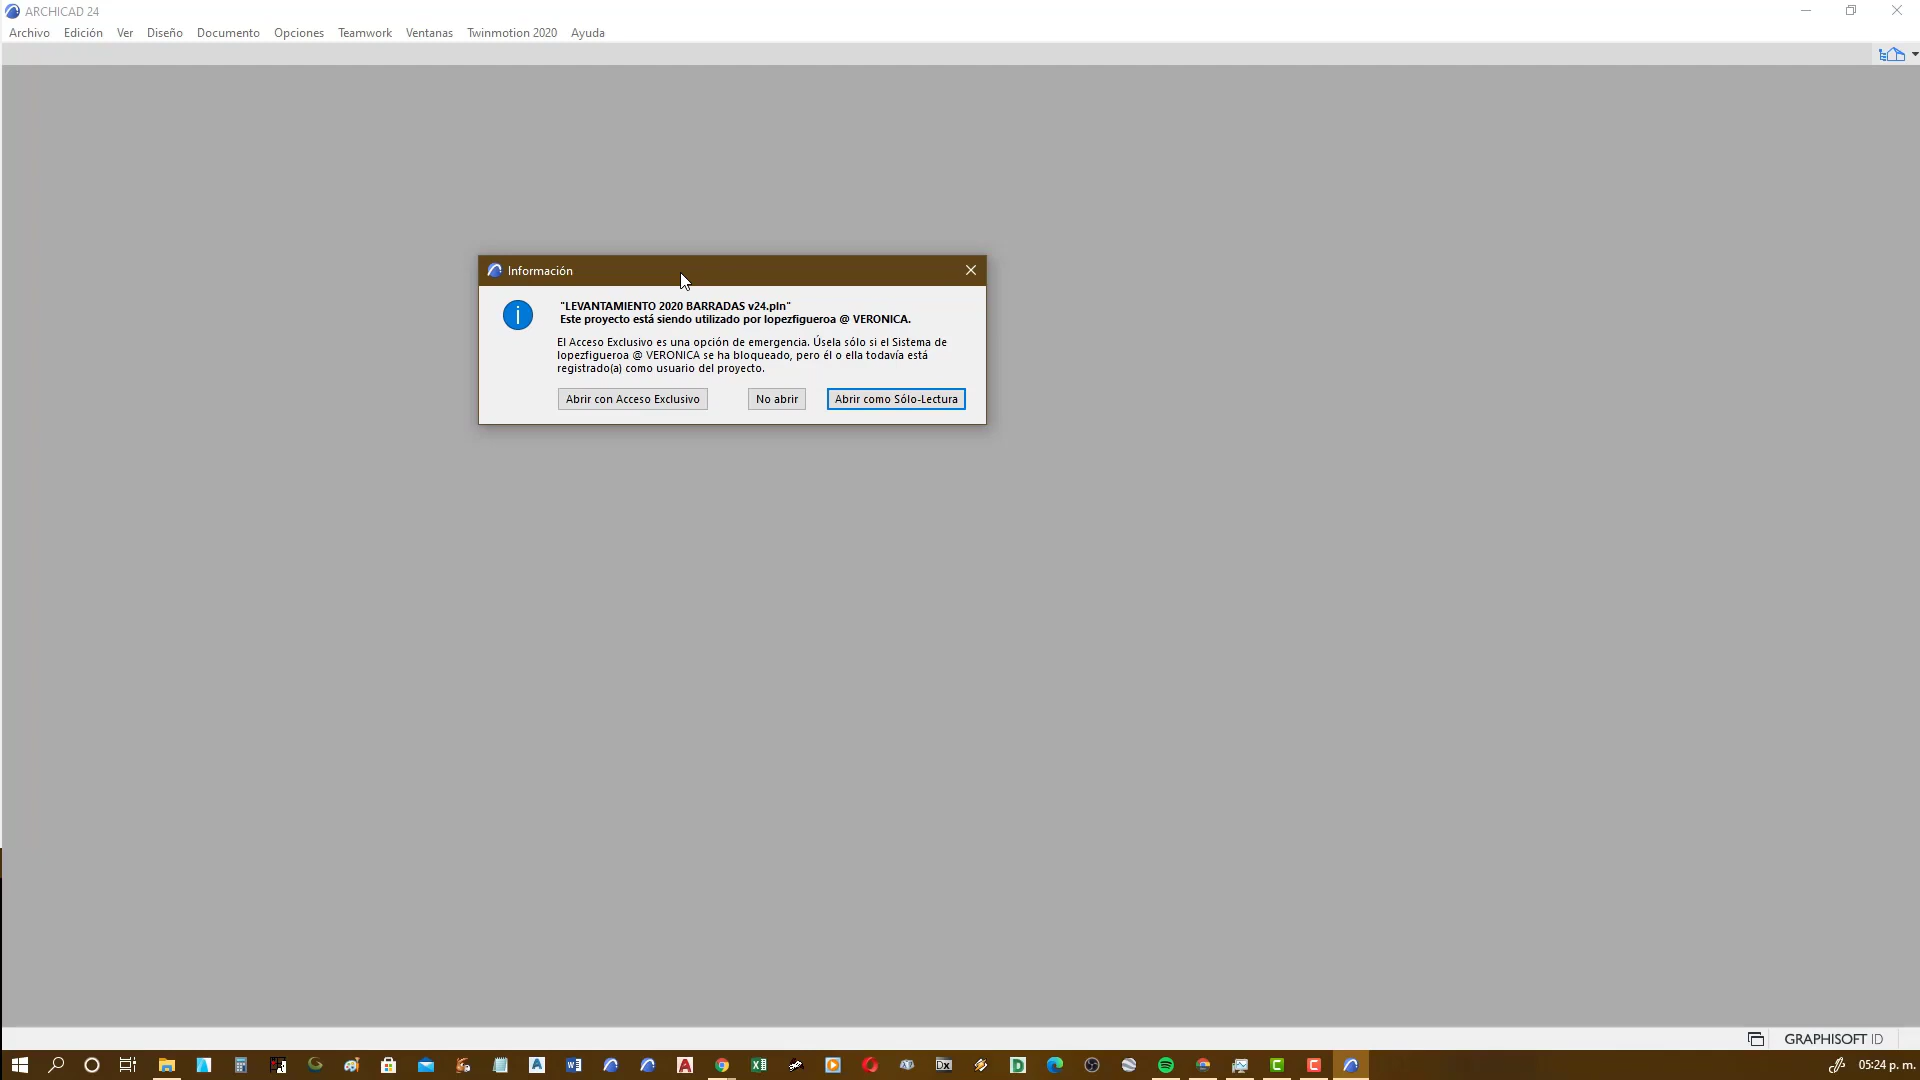 ARCHICAD 24
Archivo Edición Ver Diseño Documento Opciones Teamwork Ventanas Twinmotion 2020 Ayuda
Información
"LEVANTAMIENTO 2020 BARRADAS v24.pln"
Este proyecto está siendo utilizado por lopezfigueroa @ VERONICA.
El Acceso Exclusivo es una opción de emergencia. Úsela sólo si el Sistema de
lopezfigueroa @ VERONICA se ha bloqueado, pero él o ella todavía está
registrado(a) como usuario del proyecto.
Abrir con Acceso Exclusivo No abrir Abrir como Sólo-Lectura
GRAPHISOFT ID
05:24 p. m.